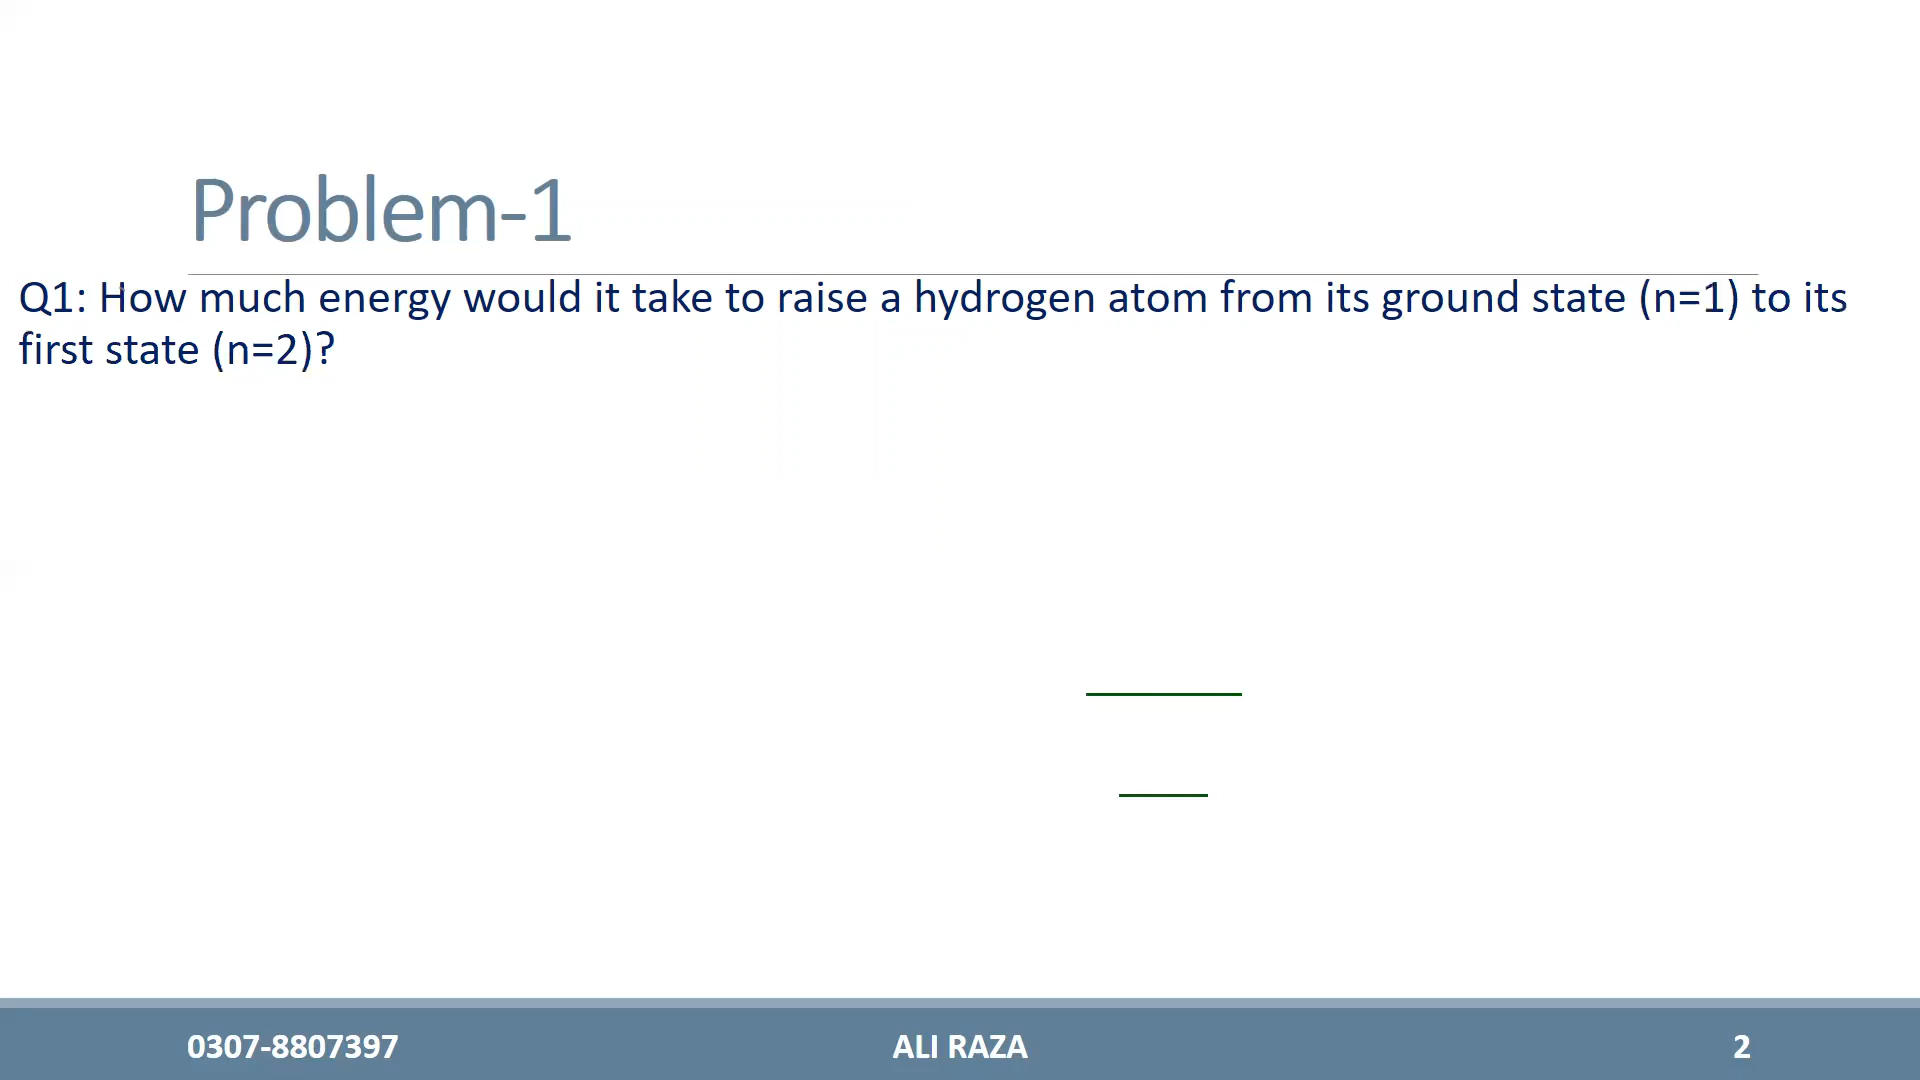 Problem-1
Q1: How much energy would it take to raise a hydrogen atom from its ground state (n=1) to its
first state (n=2)?
0307-8807397
ALI RAZA
2